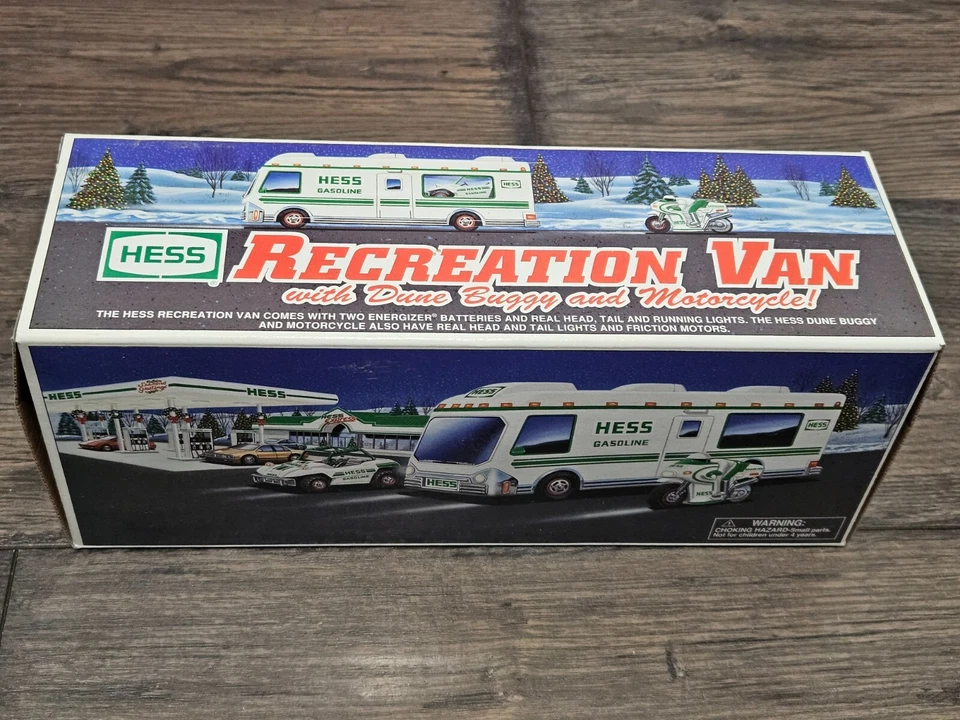 HESS
GASOLINE
HESS
HESS
RECREATION VAN
with Dune Buggy and Motorcycle!
THE HESS RECREATION VAN COMES WITH TWO ENERGIZER® BATTERIES AND REAL HEAD, TAIL AND RUNNING LIGHTS. THE HESS DUNE BUGGY
AND MOTORCYCLE ALSO HAVE REAL HEAD AND TAIL LIGHTS AND FRICTION MOTORS.
HESS
HESS
HESS
HESS
GASOLINE
HESS
HESS
GASOLINE
HESS
HESS
WARNING:
CHOKING HAZARD-Small parts.
Not for children under 4 years.